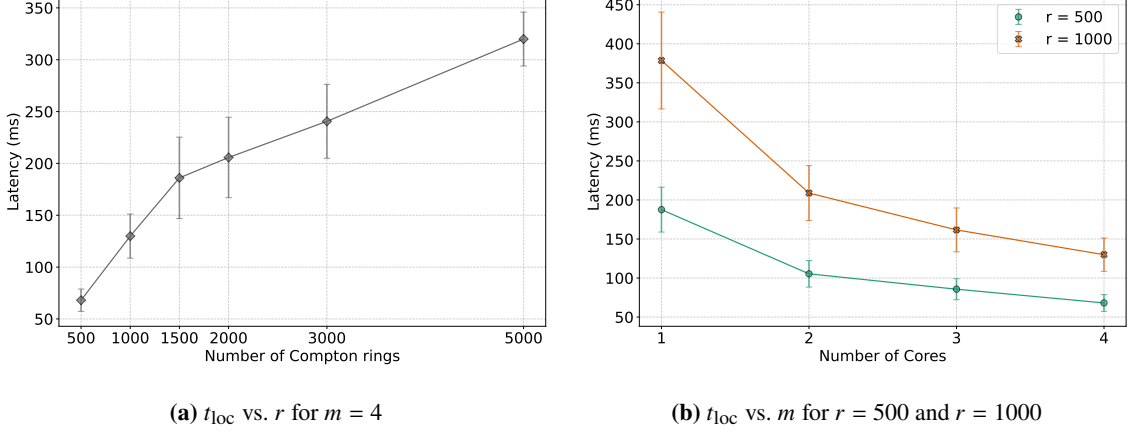 350
300
250
200
150
100
50
Latency (ms)
500 1000 1500 2000 3000 5000
Number of Compton rings
(a) t_loc vs. r for m = 4
450
400
350
300
250
200
150
100
50
Latency (ms)
r = 500
r = 1000
1 2 3 4
Number of Cores
(b) t_loc vs. m for r = 500 and r = 1000